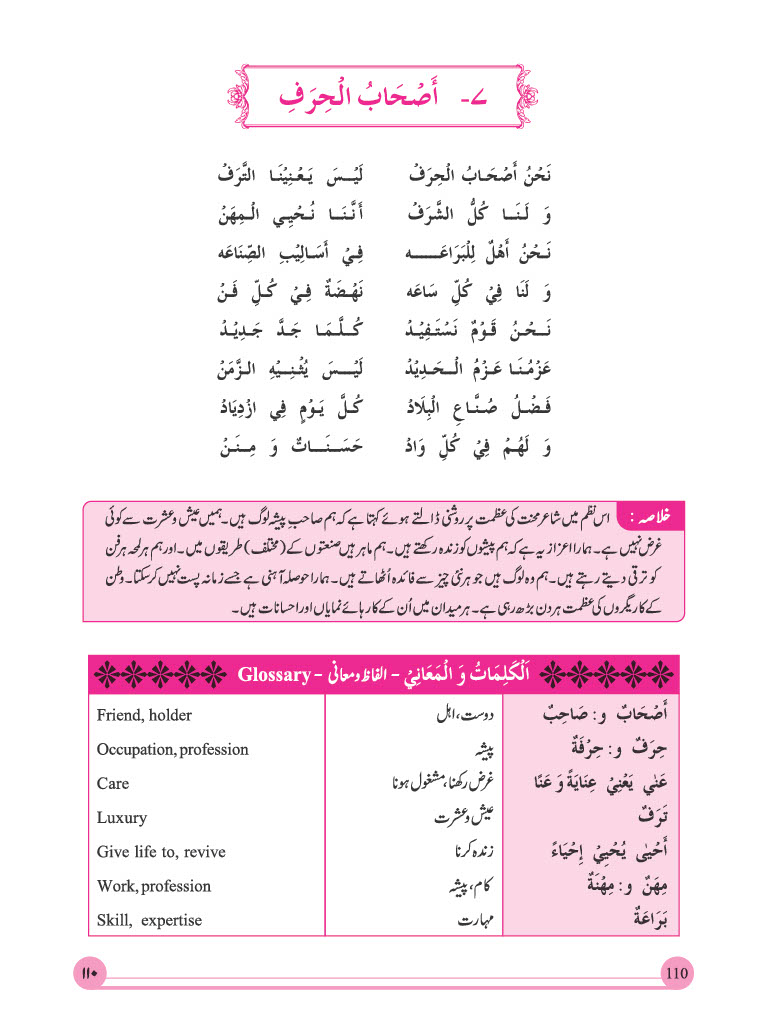 ٧- أَصْحَابُ الْحِرَفِ
نَحْنُ أَصْحَابُ الْحِرَفْ لَيْسَ يَعْنِيْنَا التَّرَفْ
وَ لَنَا كُلُّ الشَّرَفْ أَنَّنَا نُحْيِي الْمِهَنْ
نَحْنُ أَهْلٌ لِلْبَرَاعَه فِيْ أَسَالِيْبِ الصِّنَاعَه
وَ لَنَا فِيْ كُلِّ سَاعَه نَهْضَةٌ فِيْ كُلِّ فَنْ
نَحْنُ قَوْمٌ نَسْتَفِيْدْ كُلَّمَا جَدَّ جَدِيْدْ
عَزْمُنَا عَزْمُ الْحَدِيْدْ لَيْسَ يُثْنِيْهِ الزَّمَنْ
فَضْلُ صُنَّاعِ الْبِلَادْ كُلَّ يَوْمٍ فِي ازْدِيَادْ
وَ لَهُمْ فِيْ كُلِّ وَادْ حَسَنَاتٌ وَ مِنَنْ
خلاصہ : اس نظم میں شاعر محنت کی عظمت پر روشنی ڈالتے ہوئے کہتا ہے کہ ہم صاحبِ پیشہ لوگ ہیں۔ ہمیں عیش و عشرت سے کوئی
غرض نہیں ہے۔ ہمارا اعزاز یہ ہے کہ ہم پیشوں کو زندہ رکھتے ہیں۔ ہم ماہر ہیں صنعتوں کے (مختلف) طریقوں میں۔ اور ہم ہر لمحہ ہر فن
کو ترقی دیتے رہتے ہیں۔ ہم وہ لوگ ہیں جو ہر نئی چیز سے فائدہ اُٹھاتے ہیں۔ ہمارا حوصلہ آہنی ہے جسے زمانہ پست نہیں کر سکتا۔ وطن
کے کاریگروں کی عظمت ہر دن بڑھ رہی ہے۔ ہر میدان میں اُن کے کارہائے نمایاں اور احسانات ہیں۔
اَلْكَلِمَاتُ وَ الْمَعَانِيْ - الفاظ و معانی - Glossary
أَصْحَابٌ و: صَاحِبٌ دوست، اہل Friend, holder
حِرَفٌ و: حِرْفَةٌ پیشہ Occupation, profession
عَنٰى يَعْنِيْ عِنَايَةً وَ عَنًا غرض رکھنا، مشغول ہونا Care
تَرَفٌ عیش و عشرت Luxury
أَحْيٰى يُحْيِيْ إِحْيَاءً زندہ کرنا Give life to, revive
مِهَنٌ و: مِهْنَةٌ کام، پیشہ Work, profession
بَرَاعَةٌ مہارت Skill, expertise
١١٠ 110